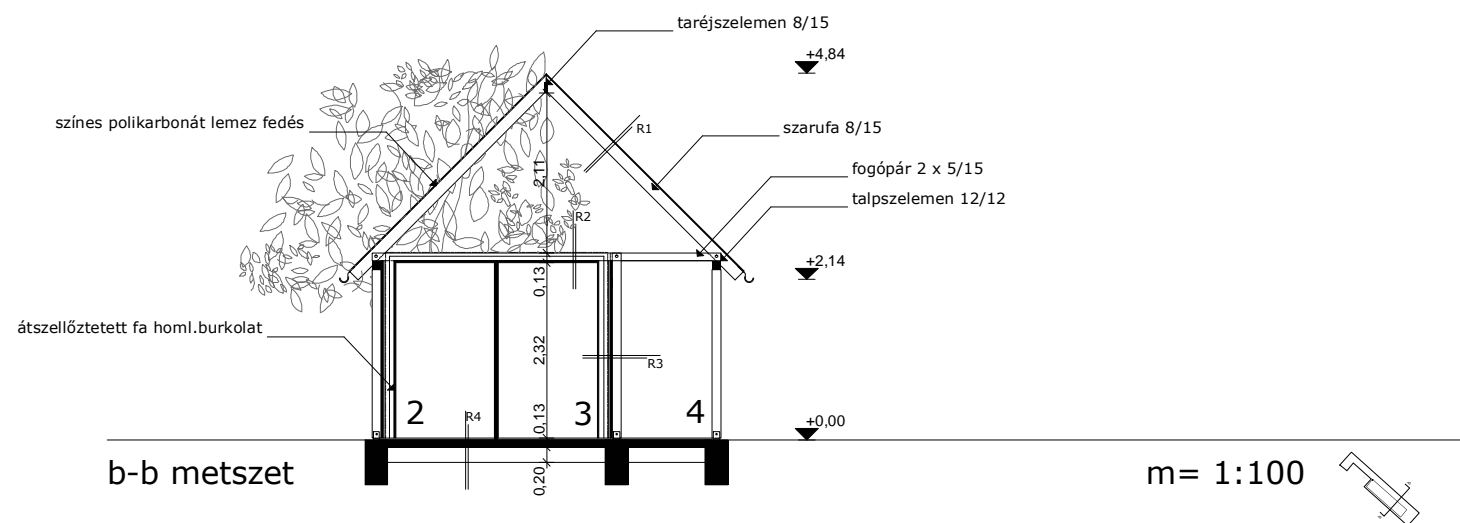 taréjszelemen 8/15
+4,84
színes polikarbonát lemez fedés
R1
szarufa 8/15
2,11
fogópár 2 x 5/15
talpszelemen 12/12
R2
+2,14
0,13
átszellőztetett fa homl.burkolat
2,32
R3
2
R4
0,13
3
4
+0,00
0,20
b-b metszet
m= 1:100